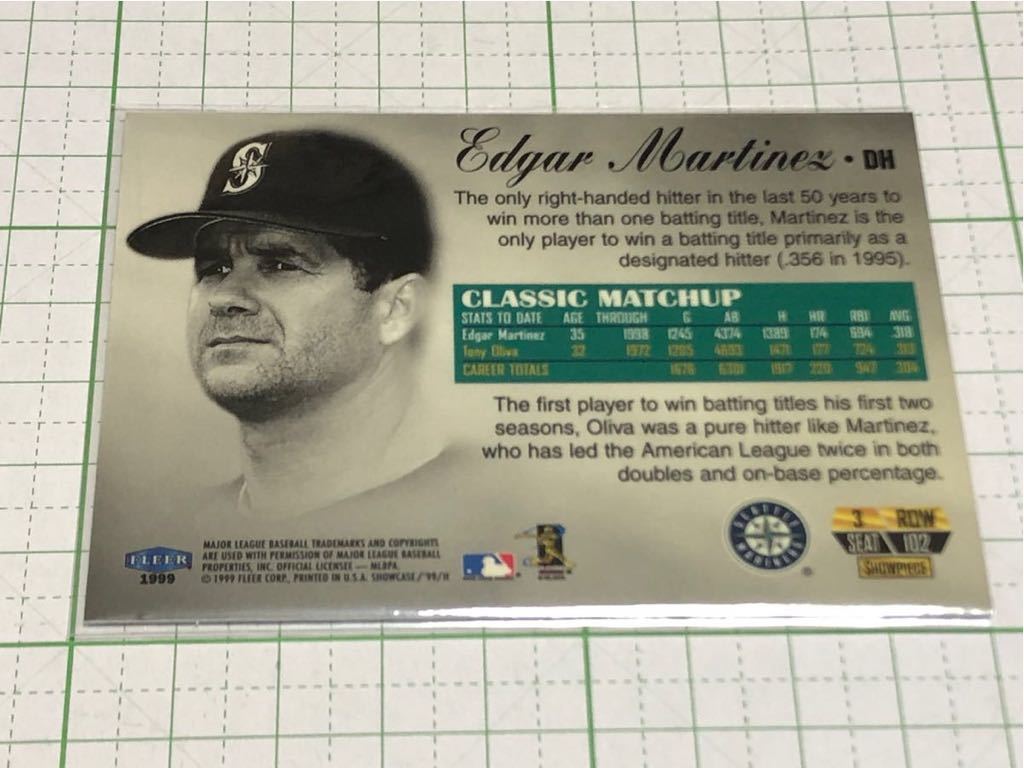 Edgar Martinez • DH
The only right-handed hitter in the last 50 years to
win more than one batting title, Martinez is the
only player to win a batting title primarily as a
designated hitter (.356 in 1995).
CLASSIC MATCHUP
STATS TO DATE AGE THROUGH G AB H HR RBI AVG
Edgar Martinez 35 1998 1245 4374 1389 174 694 .318
Tony Oliva 32 1972 1471 177 .313
CAREER TOTALS 1676 6301 1917 220 947 .304
The first player to win batting titles his first two
seasons, Oliva was a pure hitter like Martinez,
who has led the American League twice in both
doubles and on-base percentage.
S
FLEER
1999
MAJOR LEAGUE BASEBALL TRADEMARKS AND COPYRIGHTS
ARE USED WITH PERMISSION OF MAJOR LEAGUE BASEBALL
PROPERTIES, INC. OFFICIAL LICENSEE — MLBPA.
© 1999 FLEER CORP., PRINTED IN U.S.A. SHOWCASE/'99/H
SEATTLE
MARINERS
®
3 ROW
SEAT 102
SHOWPIECE